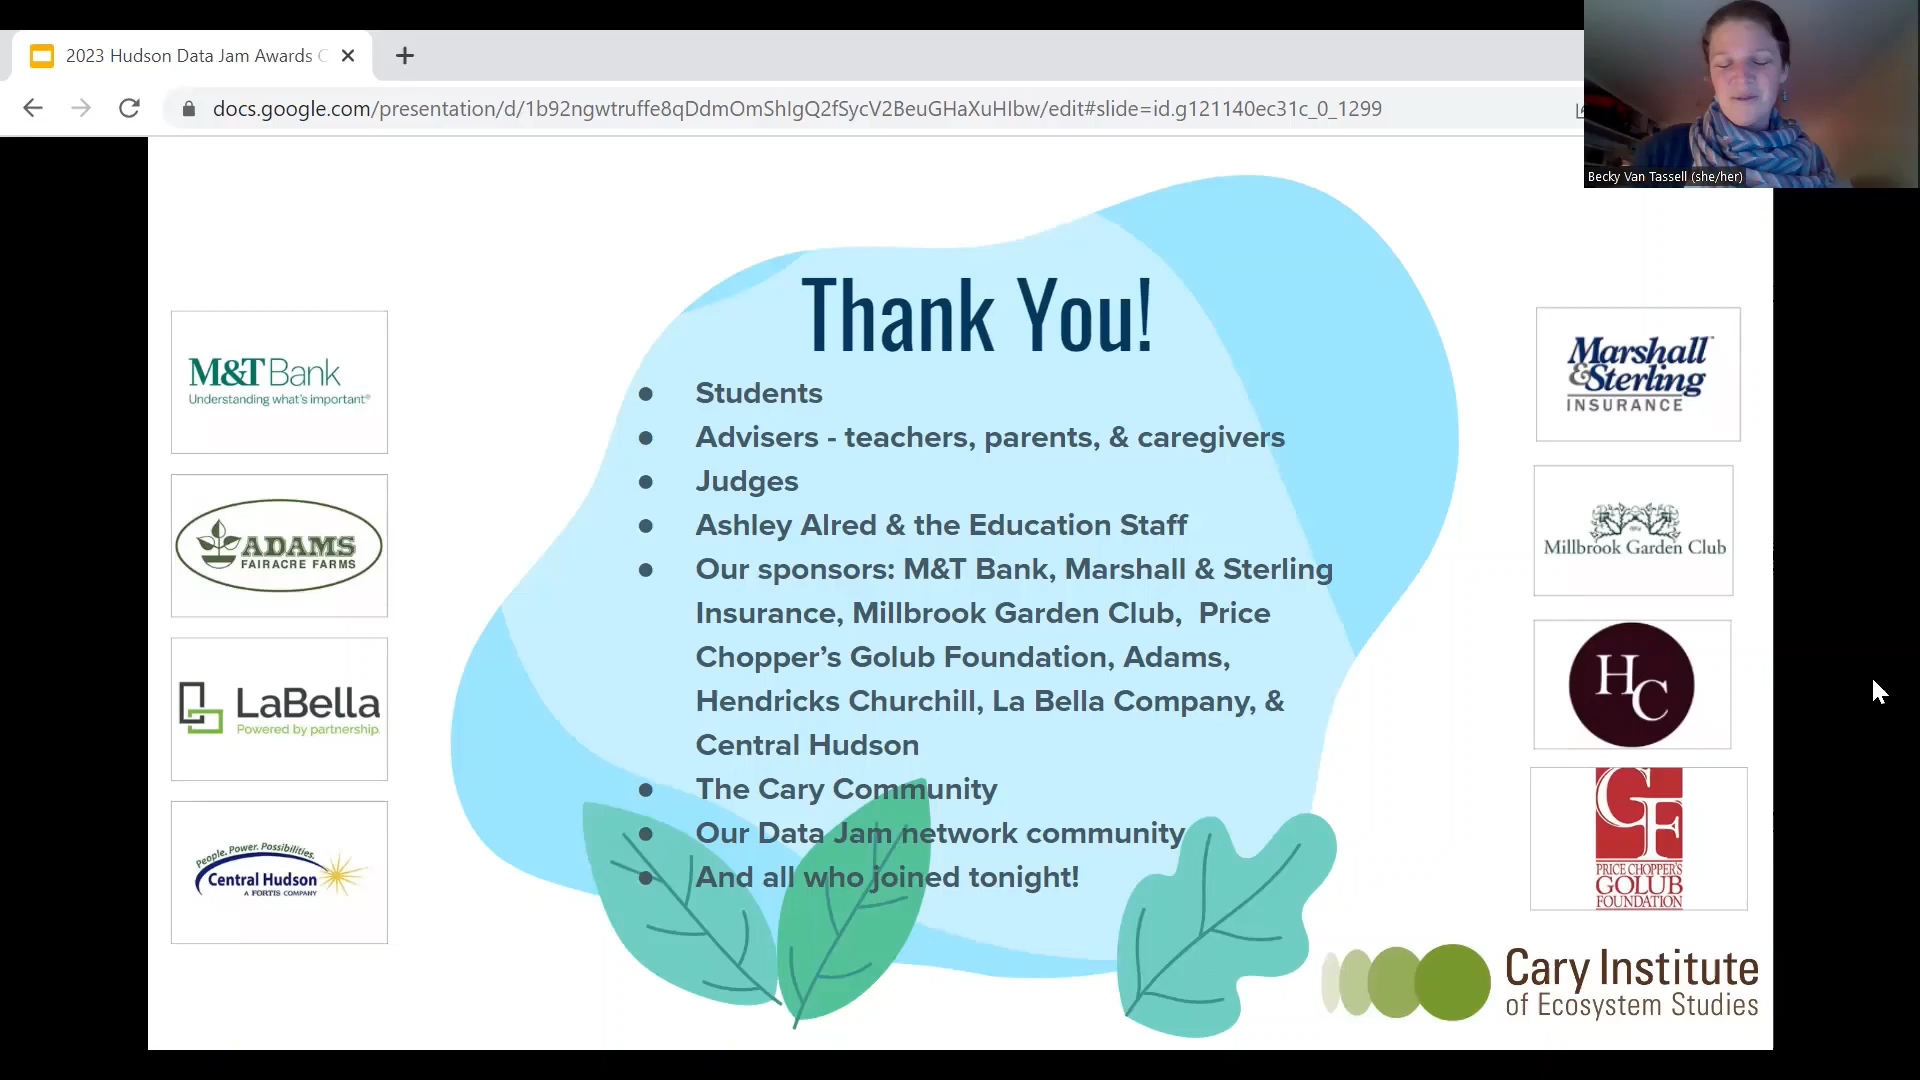 2023 Hudson Data Jam Awards C
docs.google.com/presentation/d/1b92ngwtruffe8qDdmOmShIgQ2fSycV2BeuGHaXuHIbw/edit#slide=id.g121140ec31c_0_1299
Becky Van Tassell (she/her)
Thank You!
● Students
● Advisers - teachers, parents, & caregivers
● Judges
● Ashley Alred & the Education Staff
● Our sponsors: M&T Bank, Marshall & Sterling
Insurance, Millbrook Garden Club,  Price
Chopper’s Golub Foundation, Adams,
Hendricks Churchill, La Bella Company, &
Central Hudson
● The Cary Community
● Our Data Jam network community
● And all who joined tonight!
M&T Bank
Understanding what's important®
ADAMS
FAIRACRE FARMS
LaBella
Powered by partnership.
People. Power. Possibilities.
Central Hudson
A FORTIS COMPANY
Marshall
&Sterling
INSURANCE
Millbrook Garden Club
HC
GF
PRICE CHOPPER'S
GOLUB
FOUNDATION
Cary Institute
of Ecosystem Studies